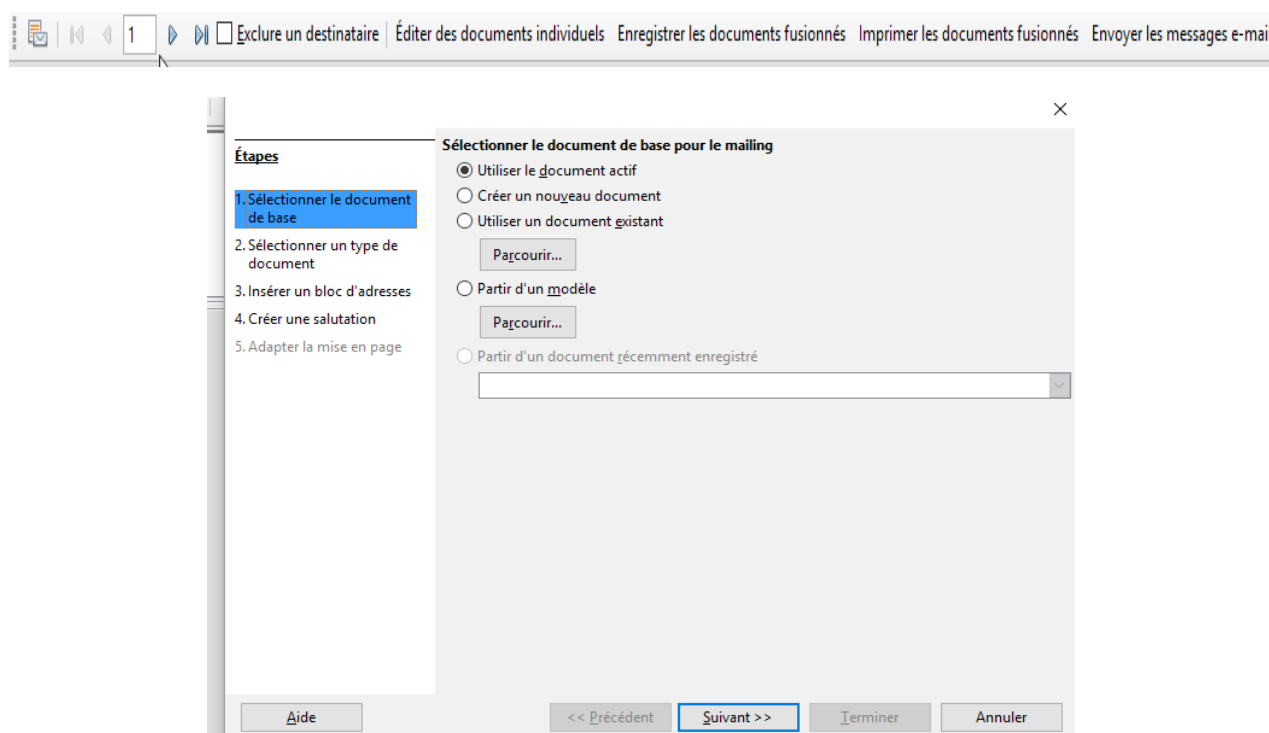 1 Exclure un destinataire Éditer des documents individuels Enregistrer les documents fusionnés Imprimer les documents fusionnés Envoyer les messages e-mai
Étapes
1. Sélectionner le document
de base
2. Sélectionner un type de
document
3. Insérer un bloc d'adresses
4. Créer une salutation
5. Adapter la mise en page
Sélectionner le document de base pour le mailing
Utiliser le document actif
Créer un nouveau document
Utiliser un document existant
Parcourir...
Partir d'un modèle
Parcourir...
Partir d'un document récemment enregistré
Aide << Précédent Suivant >> Terminer Annuler